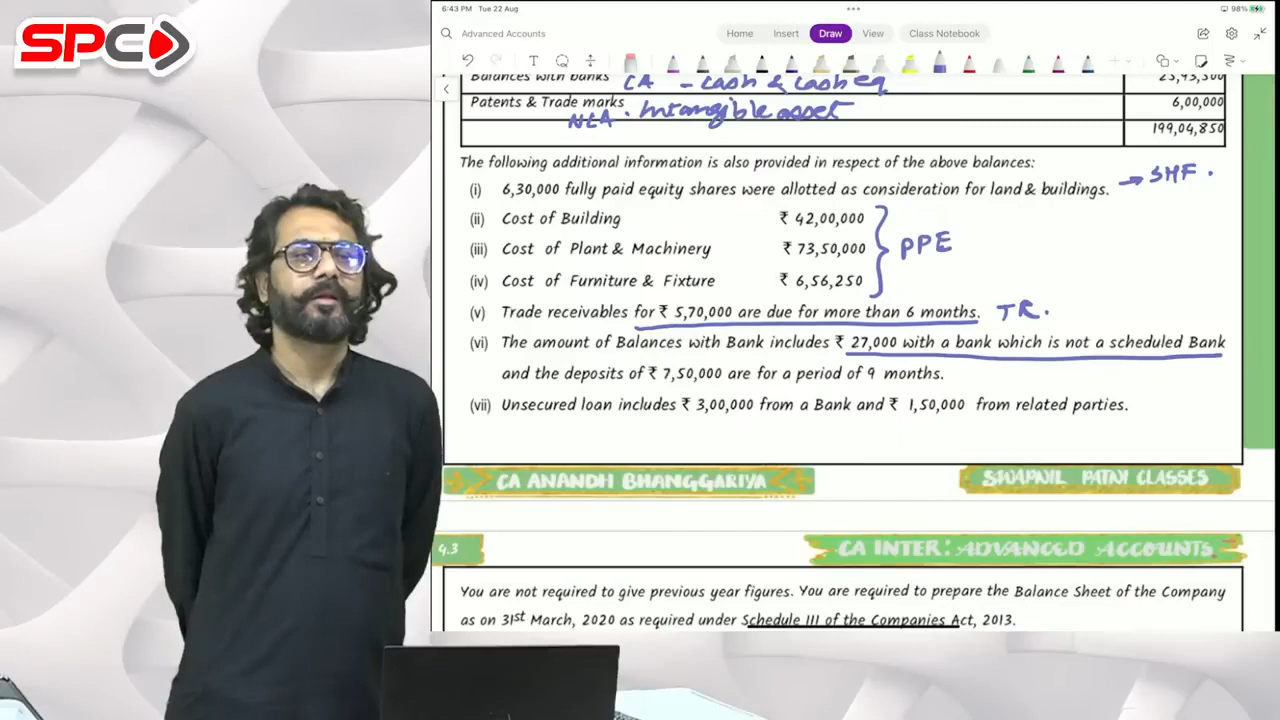 SPC
6:43 PM Tue 22 Aug
98%
Advanced Accounts
Home Insert Draw View Class Notebook
Balances with banks CA - cash & cash eq 23,43,500
Patents & Trade marks NCA. Intangible asset 6,00,000
199,04,850
The following additional information is also provided in respect of the above balances:
(i) 6,30,000 fully paid equity shares were allotted as consideration for land & buildings. → SHF.
(ii) Cost of Building ₹ 42,00,000
(iii) Cost of Plant & Machinery ₹ 73,50,000 PPE
(iv) Cost of Furniture & Fixture ₹ 6,56,250
(v) Trade receivables for ₹ 5,70,000 are due for more than 6 months. TR.
(vi) The amount of Balances with Bank includes ₹ 27,000 with a bank which is not a scheduled Bank
and the deposits of ₹ 7,50,000 are for a period of 9 months.
(vii) Unsecured loan includes ₹ 3,00,000 from a Bank and ₹ 1,50,000 from related parties.
CA ANANDH BHANGGARIYA SWAPNIL PATNI CLASSES
4.3 CA INTER: ADVANCED ACCOUNTS
You are not required to give previous year figures. You are required to prepare the Balance Sheet of the Company
as on 31st March, 2020 as required under Schedule III of the Companies Act, 2013.